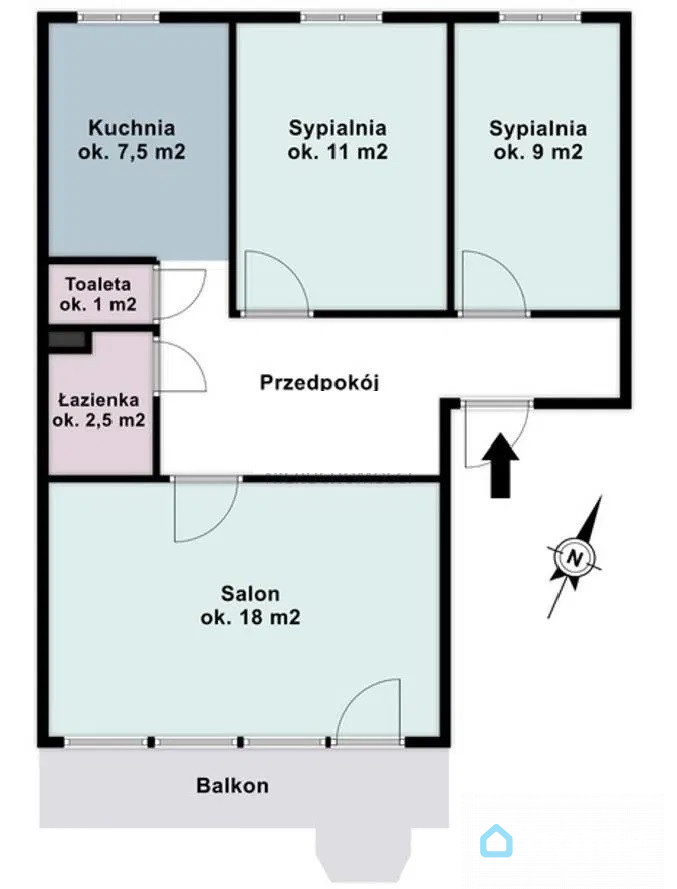 Kuchnia
ok. 7,5 m2
Sypialnia
ok. 11 m2
Sypialnia
ok. 9 m2
Toaleta
ok. 1 m2
Przedpokój
Łazienka
ok. 2,5 m2
N
Salon
ok. 18 m2
Balkon